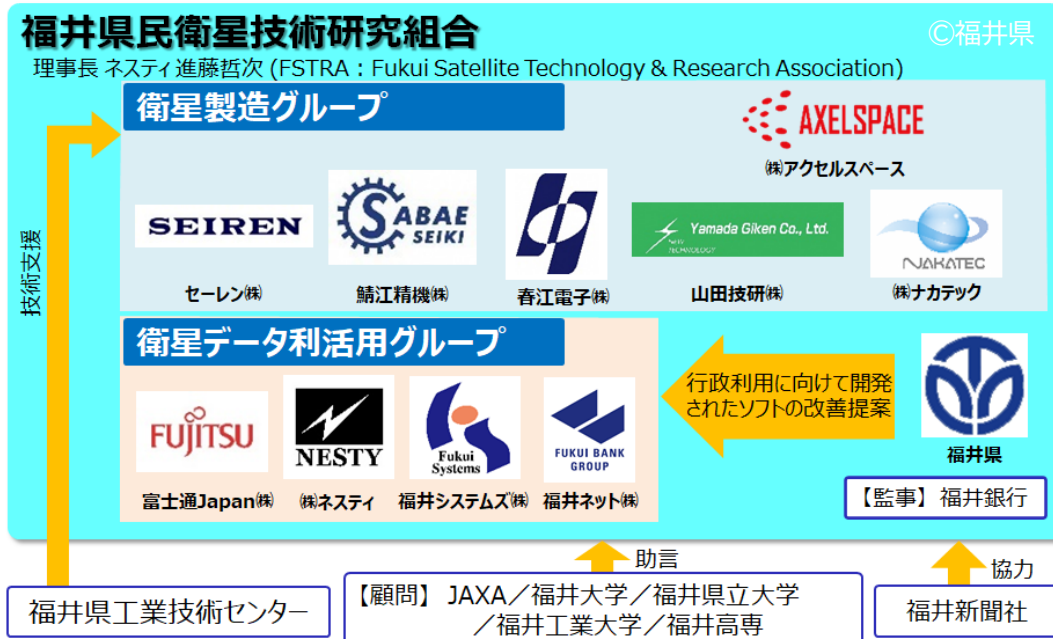 福井県民衛星技術研究組合
©福井県
理事長 ネスティ進藤哲次 (FSTRA : Fukui Satellite Technology & Research Association)
衛星製造グループ
AXELSPACE
㈱アクセルスペース
SEIREN
SABAE
SEIKI
Yamada Giken Co., Ltd.
NEW
TECHNOLOGY
NAKATEC
セーレン㈱
鯖江精機㈱
春江電子㈱
山田技研㈱
㈱ナカテック
技術支援
衛星データ利活用グループ
FUJITSU
NESTY
Fukui
Systems
FUKUI BANK
GROUP
富士通Japan㈱
㈱ネスティ
福井システムズ㈱
福井ネット㈱
行政利用に向けて開発
されたソフトの改善提案
福井県
【監事】福井銀行
助言
協力
福井県工業技術センター
【顧問】 JAXA／福井大学／福井県立大学
／福井工業大学／福井高専
福井新聞社